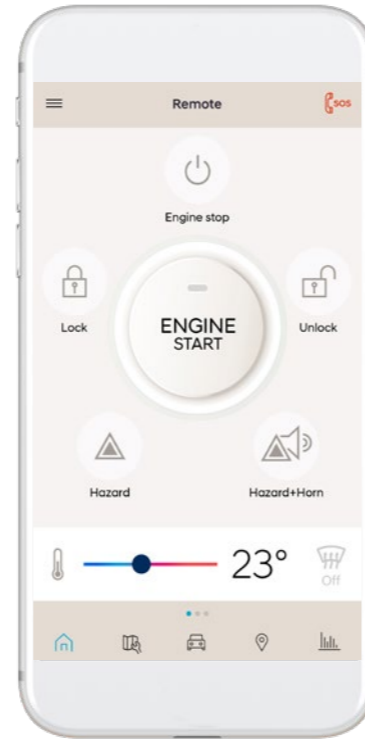 Remote
SOS
Engine stop
Lock
ENGINE
START
Unlock
Hazard
Hazard+Horn
23°
Off